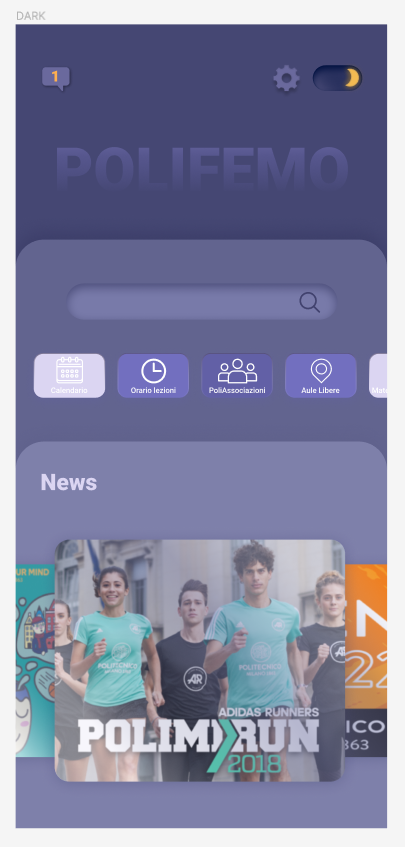 DARK
1
POLIFEMO
Calendario
Orario lezioni
PoliAssociazioni
Aule Libere
Mate
News
UR MIND
POLITECNICO
POLITECNICO
AR
AR
ADIDAS RUNNERS
POLIMI RUN
2018
N
22
ICO
363